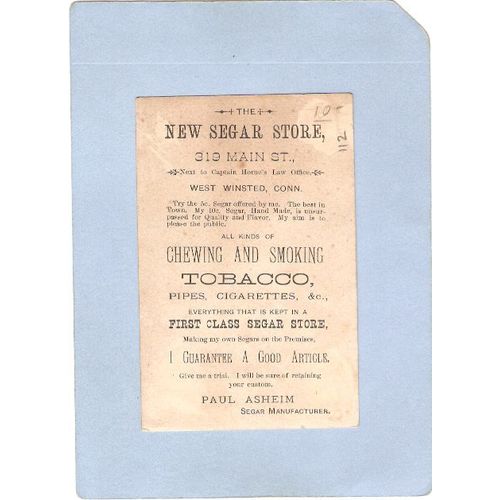 THE
NEW SEGAR STORE,
319 MAIN ST.,
Next to Captain Horne's Law Office,
WEST WINSTED, CONN.
Try the 5c. Segar offered by me. The best in
Town. My 10c. Segar, Hand Made, is unsur-
passed for Quality and Flavor. My aim is to
please the public.
ALL KINDS OF
CHEWING AND SMOKING
TOBACCO,
PIPES, CIGARETTES, &c.,
EVERYTHING THAT IS KEPT IN A
FIRST CLASS SEGAR STORE,
Making my own Segars on the Premises,
I GUARANTEE A GOOD ARTICLE.
Give me a trial. I will be sure of retaining
your custom.
PAUL ASHEIM
SEGAR MANUFACTURER.
10
112